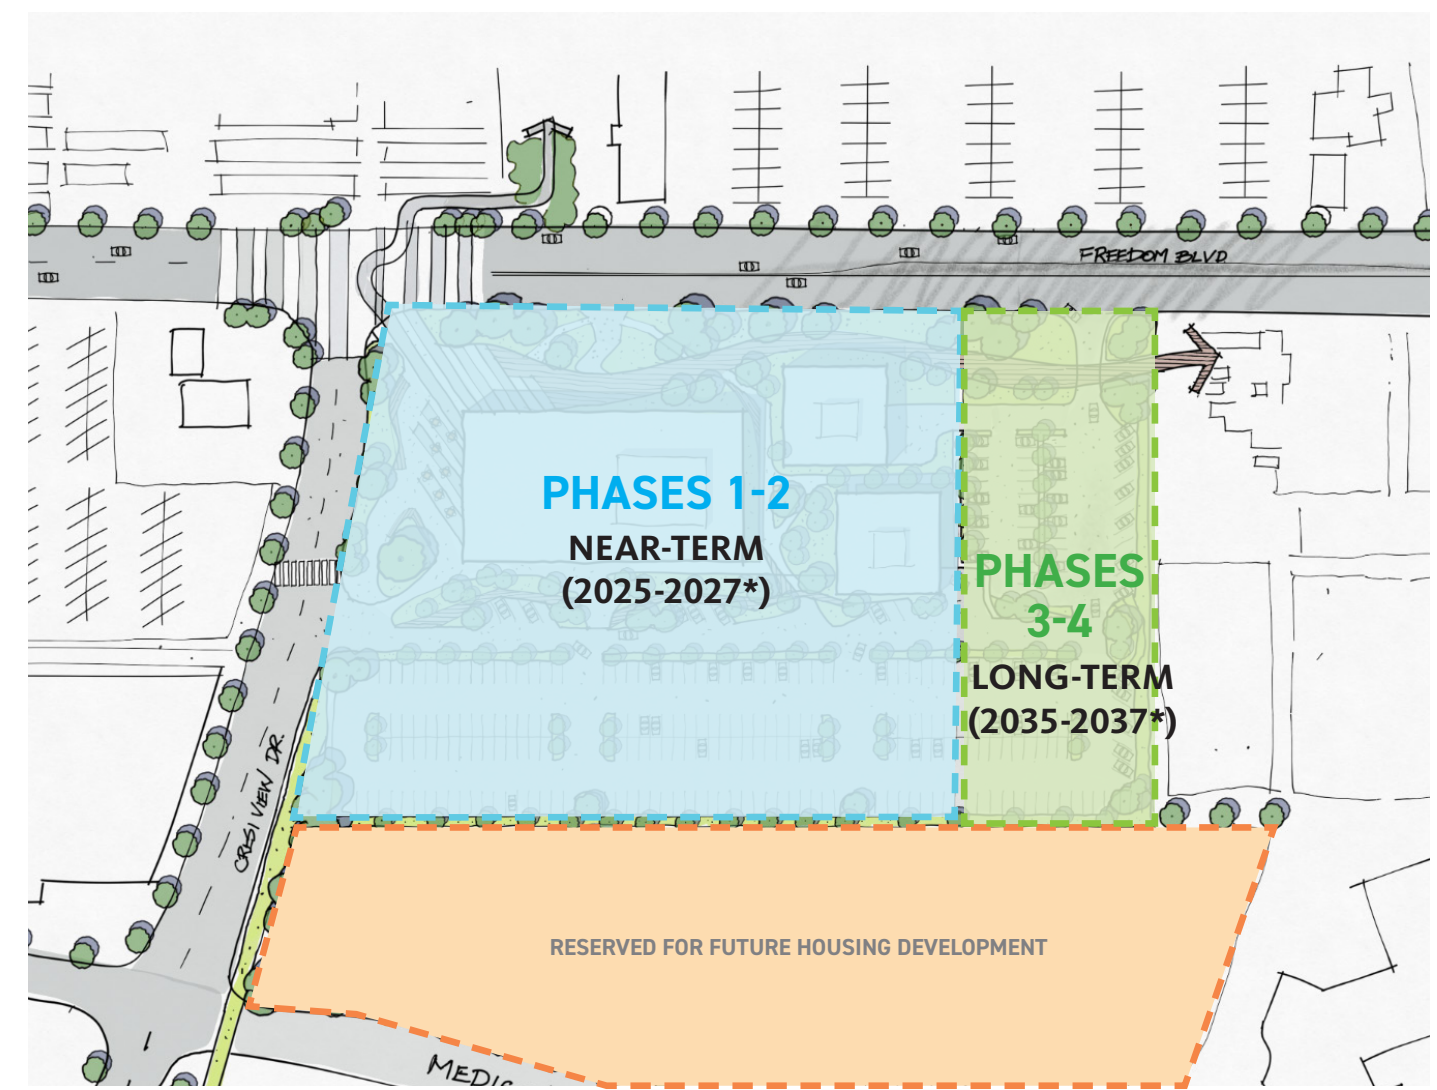 FREEDOM BLVD
PHASES 1-2
NEAR-TERM
(2025-2027*)
PHASES
3-4
LONG-TERM
(2035-2037*)
DR.
RESERVED FOR FUTURE HOUSING DEVELOPMENT